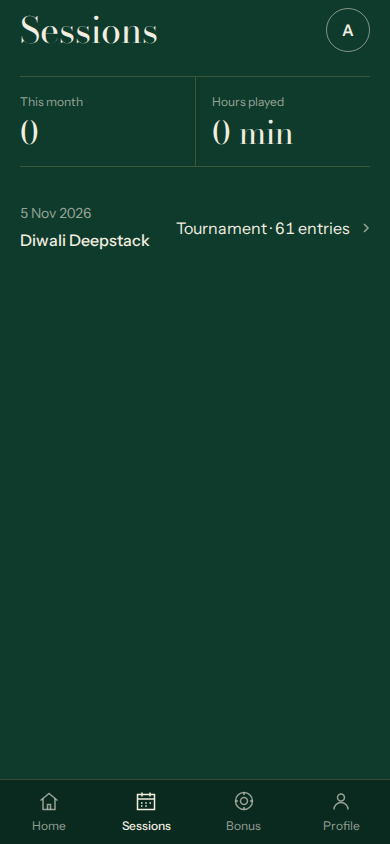 Sessions
A
This month
0
Hours played
0 min
5 Nov 2026
Diwali Deepstack
Tournament · 61 entries
Home
Sessions
Bonus
Profile